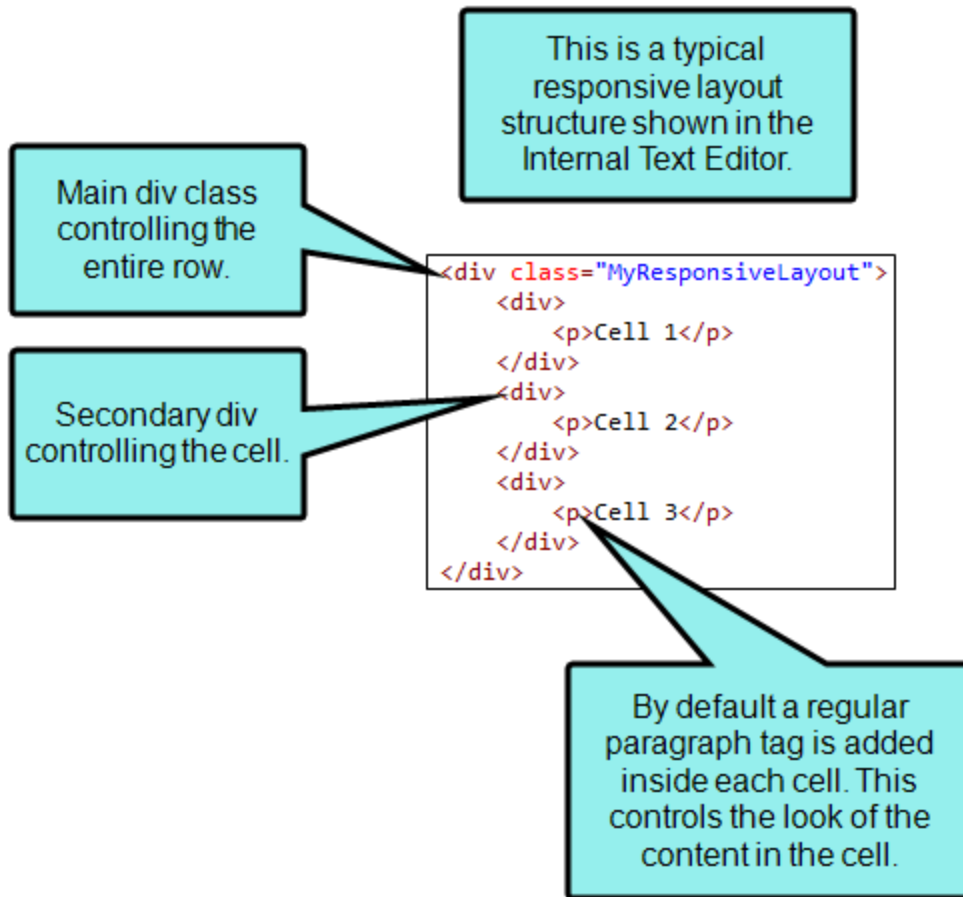 This is a typical
responsive layout
structure shown in the
Internal Text Editor.
Main div class
controlling the
entire row.
<div class="MyResponsiveLayout">
    <div>
        <p>Cell 1</p>
    </div>
    <div>
        <p>Cell 2</p>
    </div>
    <div>
        <p>Cell 3</p>
    </div>
</div>
Secondary div
controlling the cell.
By default a regular
paragraph tag is added
inside each cell. This
controls the look of the
content in the cell.